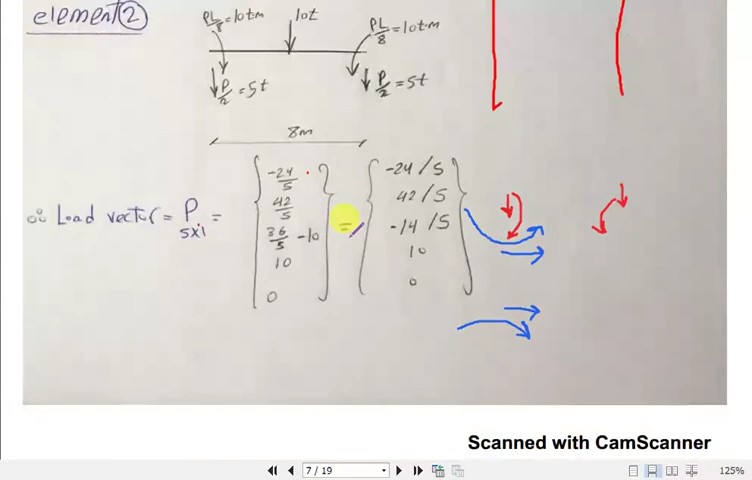 element②
PL/8 = 10t.m
10t
PL/8 = 10t.m
P/2 = 5t
P/2 = 5t
8m
∴ Load vector = P 5x1 = { -24/5 , 42/5 , 36/5 -10 , 10 , 0 } = { -24/5 , 42/5 , -14/5 , 10 , 0 }
Scanned with CamScanner
7 / 19
125%